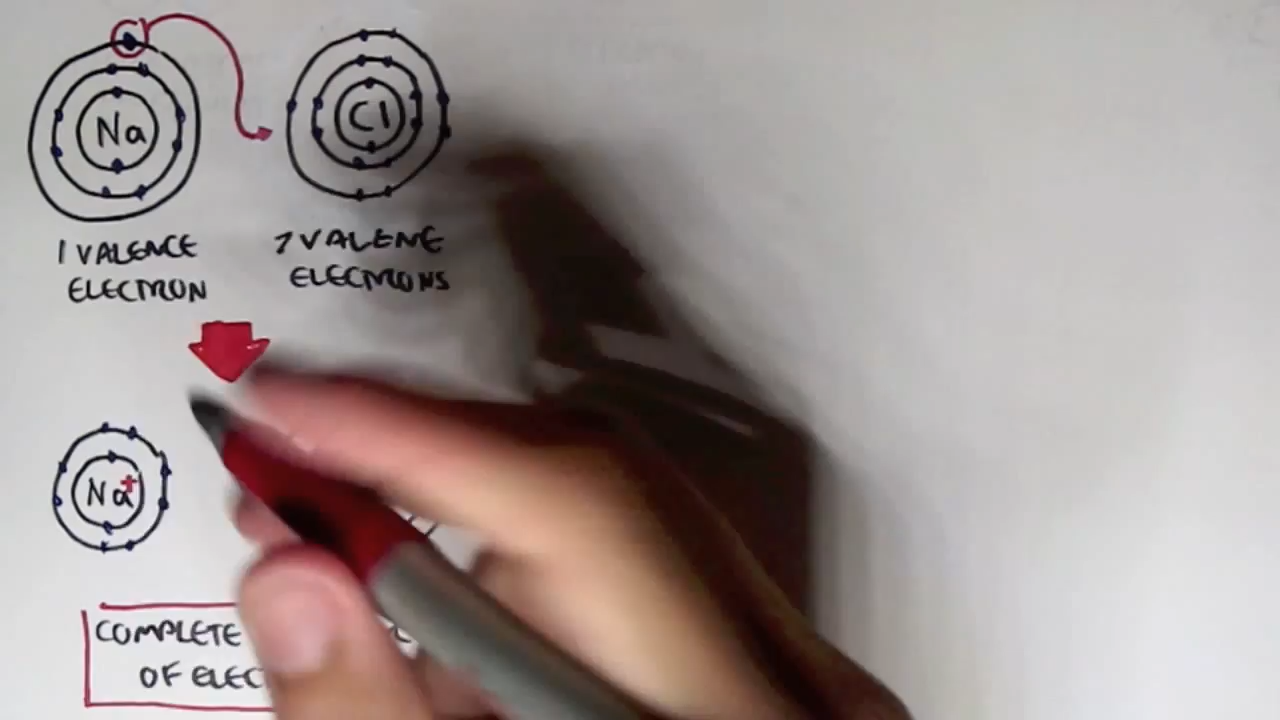 Na
Cl
1 VALENCE
ELECTRON
7 VALENE
ELECTRONS
Na+
COMPLETE
OF ELEC